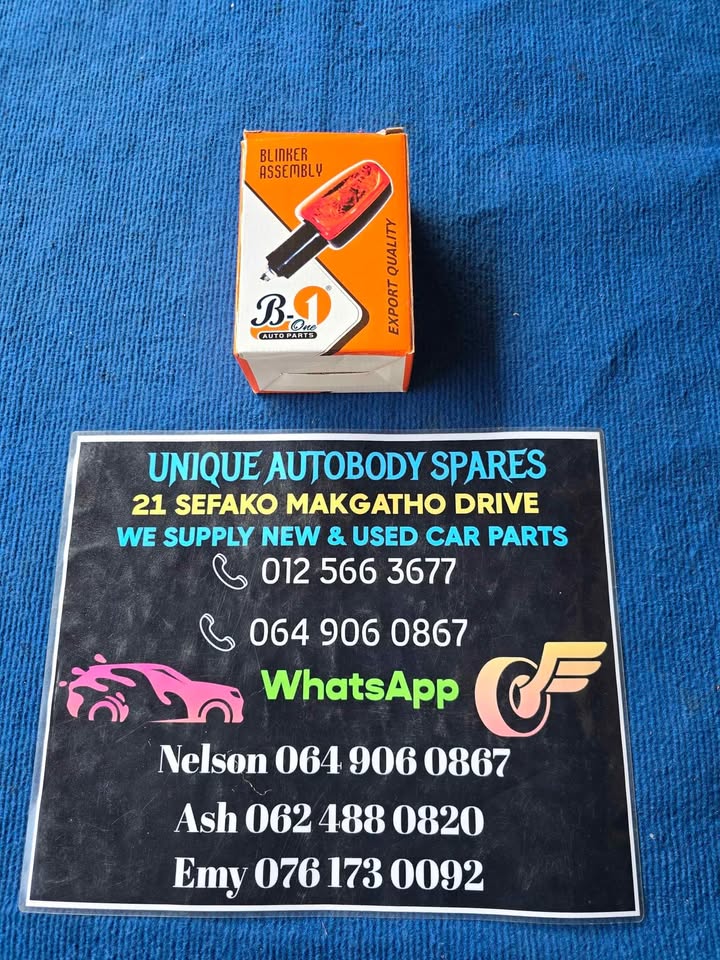 BLINKER
ASSEMBLY
EXPORT QUALITY
B-1
One
AUTO PARTS
UNIQUE AUTOBODY SPARES
21 SEFAKO MAKGATHO DRIVE
WE SUPPLY NEW & USED CAR PARTS
012 566 3677
064 906 0867
WhatsApp
Nelson 064 906 0867
Ash 062 488 0820
Emy 076 173 0092